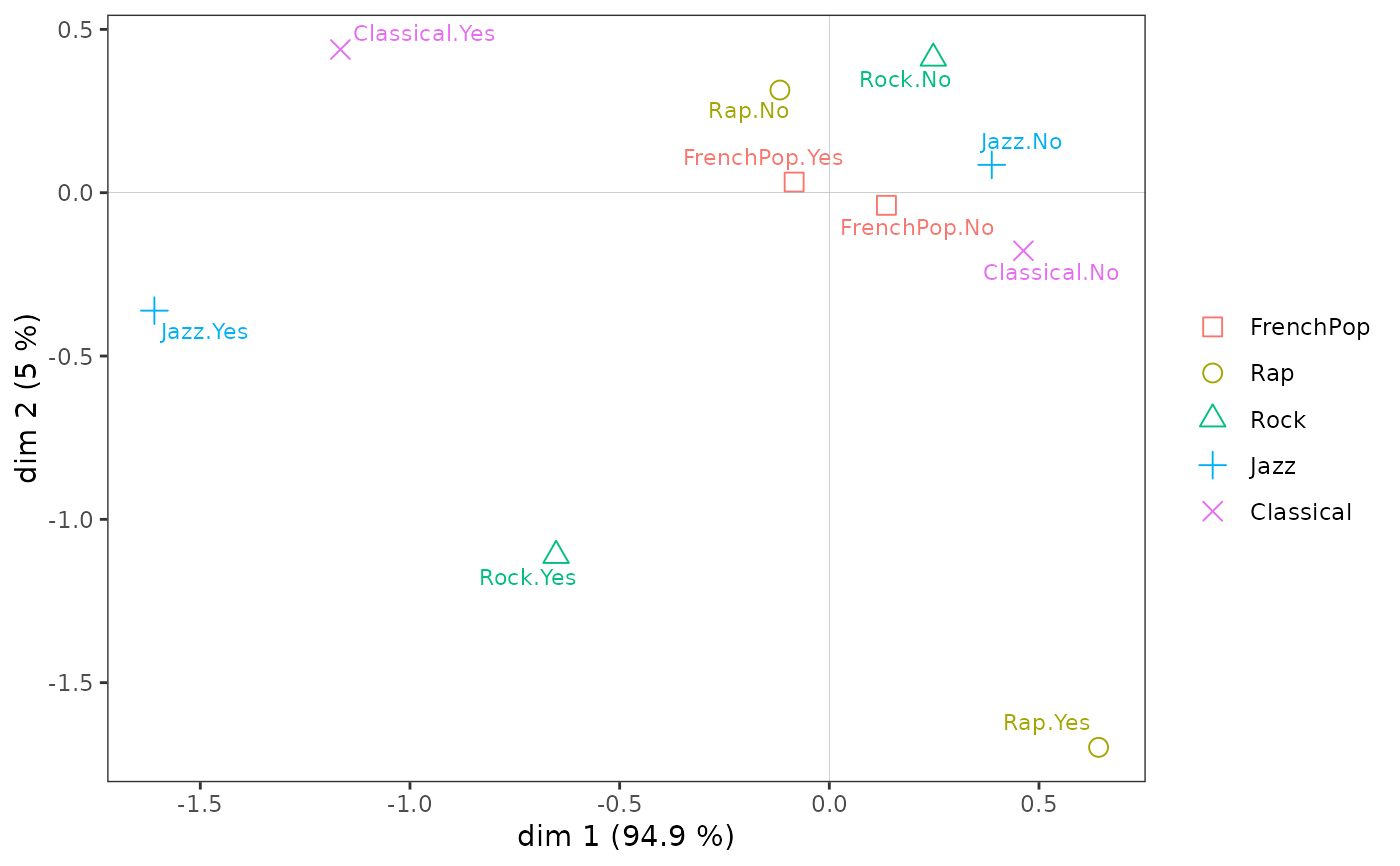 0.5
0.0
-0.5
-1.0
-1.5
dim 2 (5 %)
Classical.Yes
Rock.No
Rap.No
Jazz.No
FrenchPop.Yes
FrenchPop.No
Classical.No
Jazz.Yes
Rock.Yes
Rap.Yes
-1.5 -1.0 -0.5 0.0 0.5
dim 1 (94.9 %)
FrenchPop
Rap
Rock
Jazz
Classical